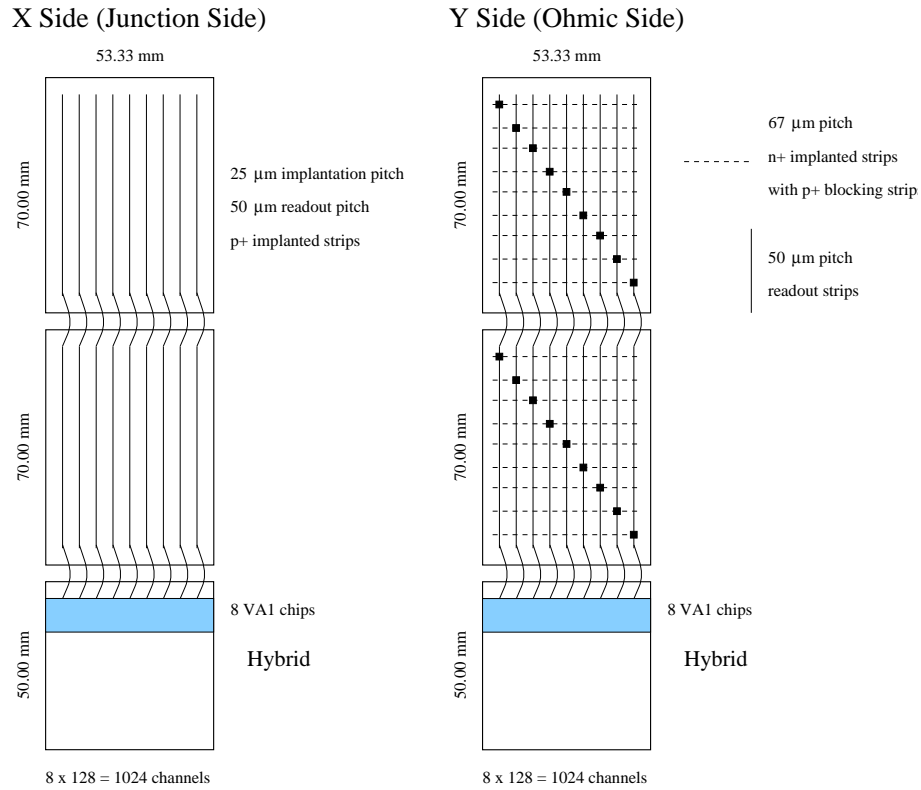 X Side (Junction Side)
53.33 mm
70.00 mm
25 µm implantation pitch
50 µm readout pitch
p+ implanted strips
70.00 mm
8 VA1 chips
Hybrid
50.00 mm
8 x 128 = 1024 channels
Y Side (Ohmic Side)
53.33 mm
70.00 mm
67 µm pitch
n+ implanted strips
with p+ blocking strip
50 µm pitch
readout strips
70.00 mm
8 VA1 chips
Hybrid
50.00 mm
8 x 128 = 1024 channels